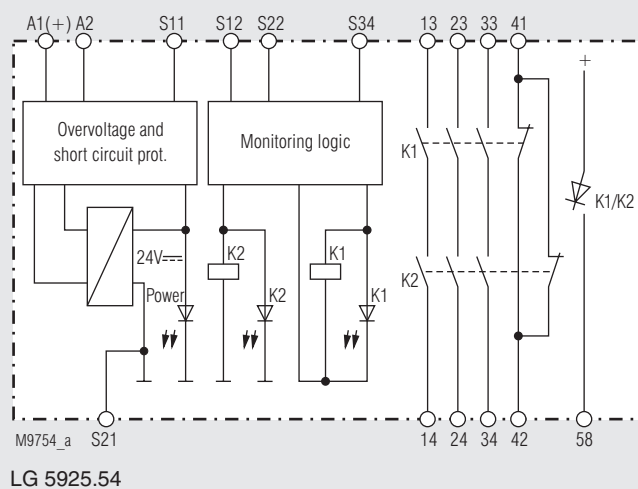 A1(+) A2 S11 S12 S22 S34 13 23 33 41
+
Overvoltage and
short circuit prot.
Monitoring logic
K1
K1/K2
24V
K2
K1
K2
Power
K2
K1
M9754_a
S21
14 24 34 42 58
LG 5925.54